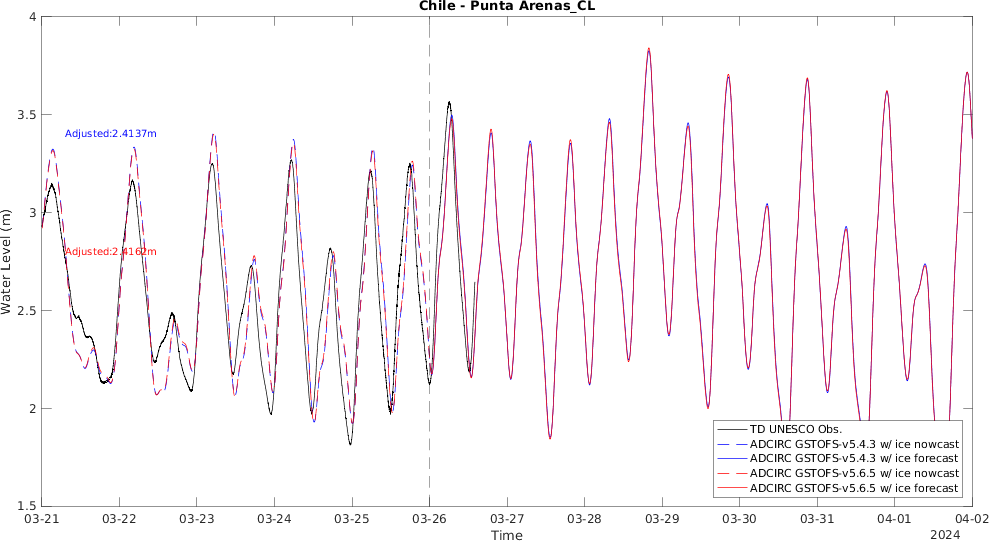 Chile - Punta Arenas_CL
4
3.5
3
2.5
2
1.5
Water Level (m)
Adjusted:2.4137m
Adjusted:2.4162m
TD UNESCO Obs.
ADCIRC GSTOFS-v5.4.3 w/ ice nowcast
ADCIRC GSTOFS-v5.4.3 w/ ice forecast
ADCIRC GSTOFS-v5.6.5 w/ ice nowcast
ADCIRC GSTOFS-v5.6.5 w/ ice forecast
03-21 03-22 03-23 03-24 03-25 03-26 03-27 03-28 03-29 03-30 03-31 04-01 04-02
Time
2024